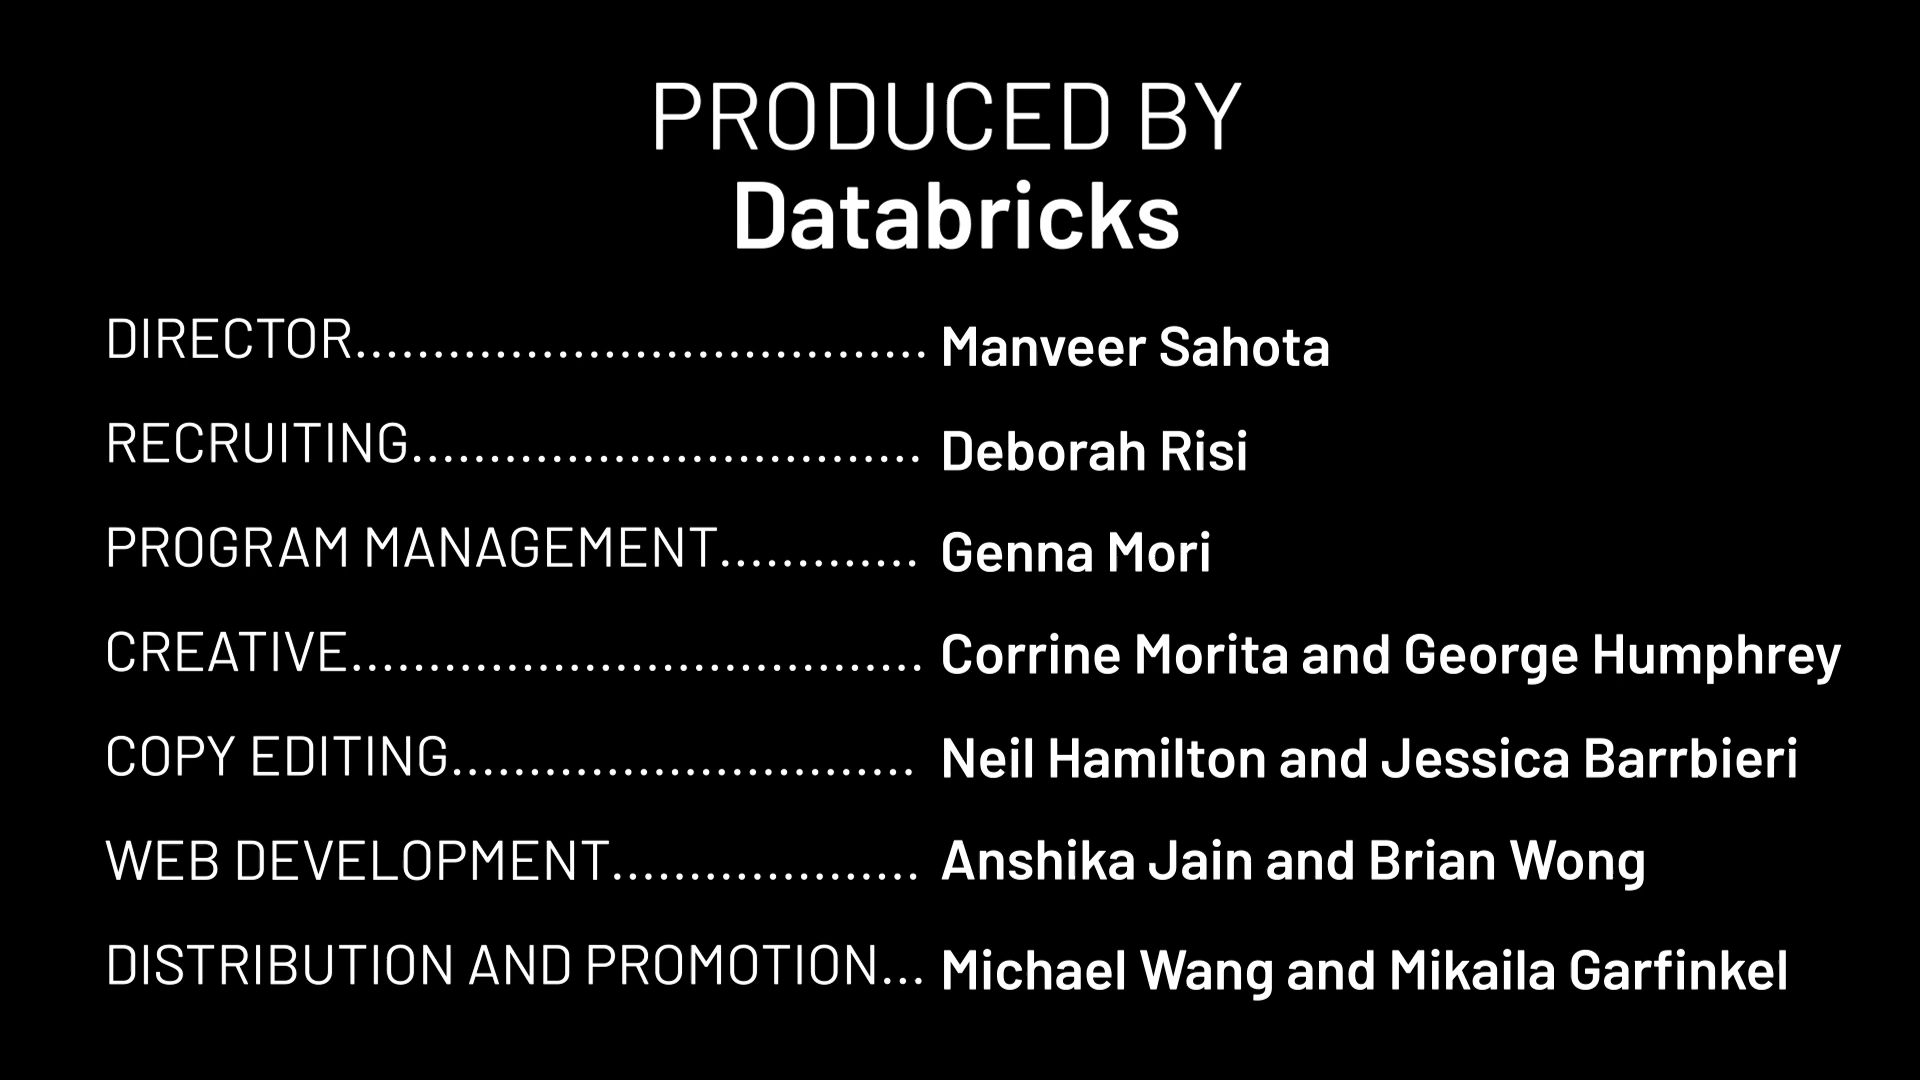 PRODUCED BY
Databricks
DIRECTOR..................................... Manveer Sahota
RECRUITING................................. Deborah Risi
PROGRAM MANAGEMENT............. Genna Mori
CREATIVE..................................... Corrine Morita and George Humphrey
COPY EDITING.............................. Neil Hamilton and Jessica Barrbieri
WEB DEVELOPMENT.................... Anshika Jain and Brian Wong
DISTRIBUTION AND PROMOTION... Michael Wang and Mikaila Garfinkel